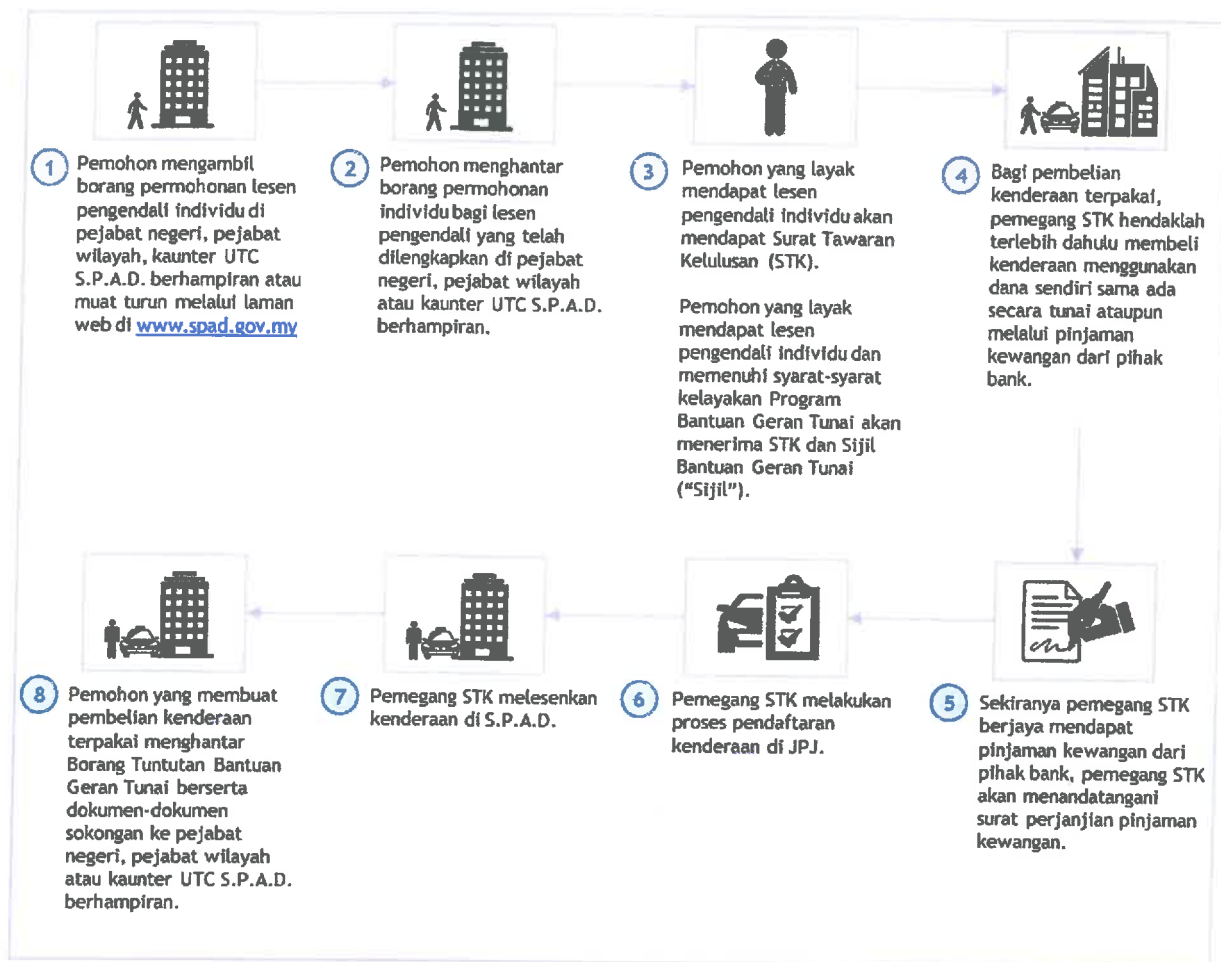 1
Pemohon mengambil
borang permohonan lesen
pengendali individu di
pejabat negeri, pejabat
wilayah, kaunter UTC
S.P.A.D. berhampiran atau
muat turun melalui laman
web di www.spad.gov.my
2
Pemohon menghantar
borang permohonan
individu bagi lesen
pengendali yang telah
dilengkapkan di pejabat
negeri, pejabat wilayah
atau kaunter UTC S.P.A.D.
berhampiran.
3
Pemohon yang layak
mendapat lesen
pengendali individu akan
mendapat Surat Tawaran
Kelulusan (STK).
Pemohon yang layak
mendapat lesen
pengendali individu dan
memenuhi syarat-syarat
kelayakan Program
Bantuan Geran Tunai akan
menerima STK dan Sijil
Bantuan Geran Tunai
("Sijil").
4
Bagi pembelian
kenderaan terpakai,
pemegang STK hendaklah
terlebih dahulu membeli
kenderaan menggunakan
dana sendiri sama ada
secara tunai ataupun
melalui pinjaman
kewangan dari pihak
bank.
5
Sekiranya pemegang STK
berjaya mendapat
pinjaman kewangan dari
pihak bank, pemegang STK
akan menandatangani
surat perjanjian pinjaman
kewangan.
6
Pemegang STK melakukan
proses pendaftaran
kenderaan di JPJ.
7
Pemegang STK melesenkan
kenderaan di S.P.A.D.
8
Pemohon yang membuat
pembelian kenderaan
terpakai menghantar
Borang Tuntutan Bantuan
Geran Tunai berserta
dokumen-dokumen
sokongan ke pejabat
negeri, pejabat wilayah
atau kaunter UTC S.P.A.D.
berhampiran.